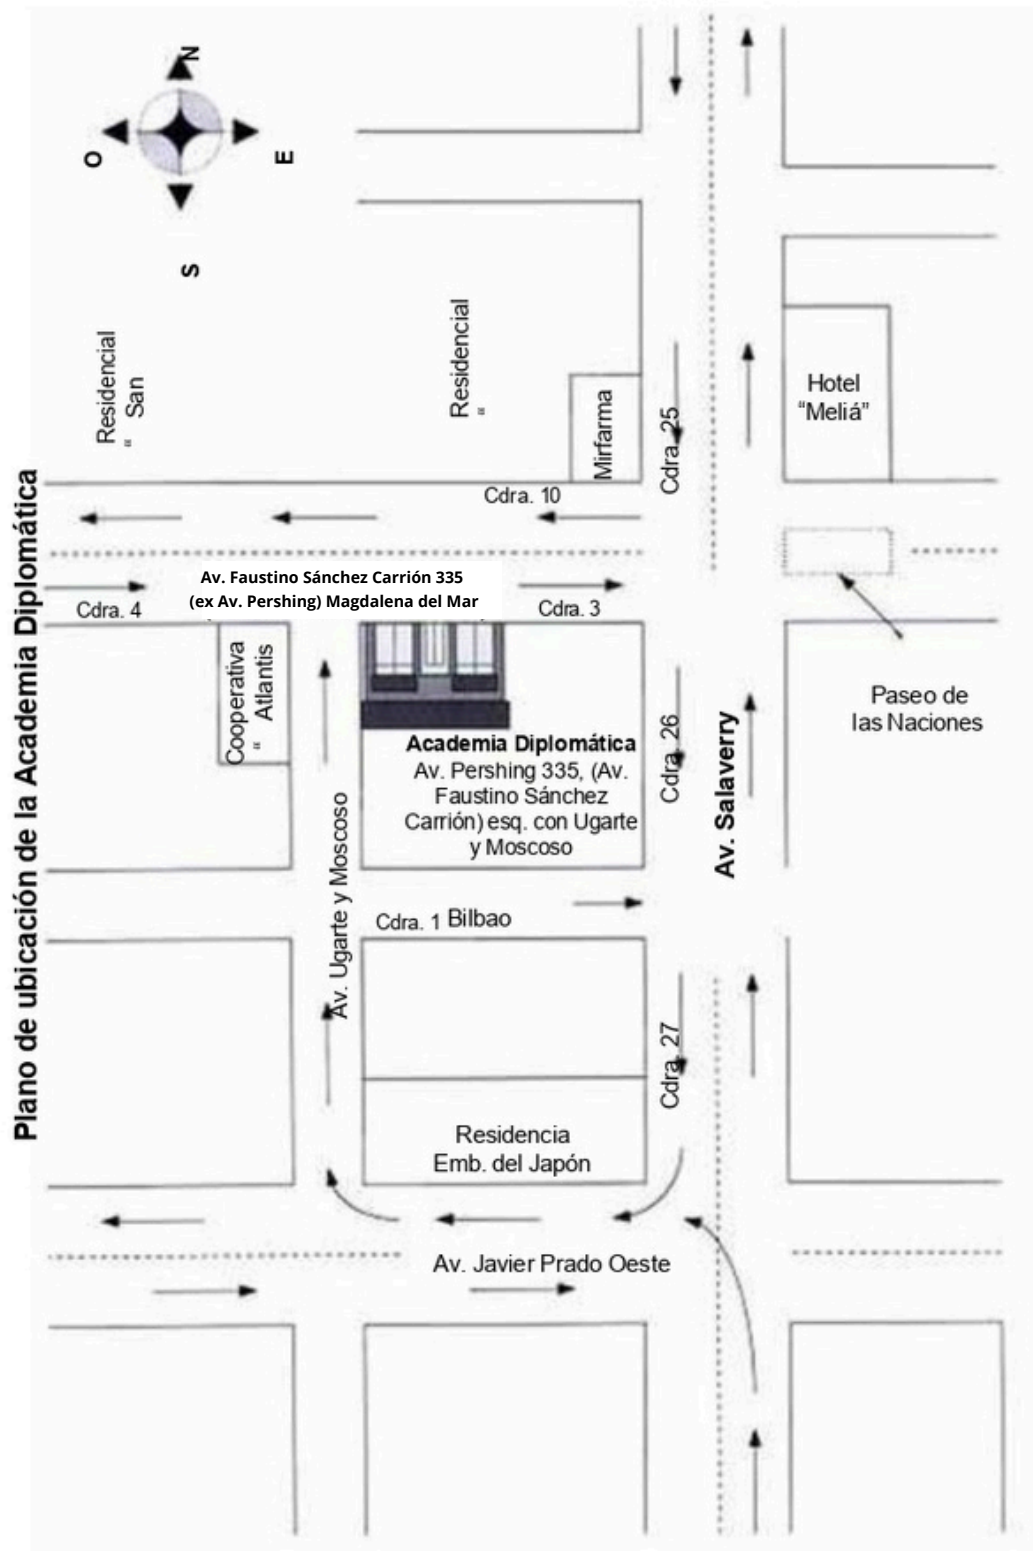 Plano de ubicación de la Academia Diplomática
N
O
E
S
Residencial
“ San
Residencial
“
Mirfarma
Cdra. 25
Hotel
“Meliá”
Cdra. 10
Av. Faustino Sánchez Carrión 335
(ex Av. Pershing) Magdalena del Mar
Cdra. 4
Cdra. 3
Cooperativa
“ Atlantis
Academia Diplomática
Av. Pershing 335, (Av.
Faustino Sánchez
Carrión) esq. con Ugarte
y Moscoso
Cdra. 26
Av. Salaverry
Paseo de
las Naciones
Av. Ugarte y Moscoso
Cdra. 1 Bilbao
Cdra. 27
Residencia
Emb. del Japón
Av. Javier Prado Oeste